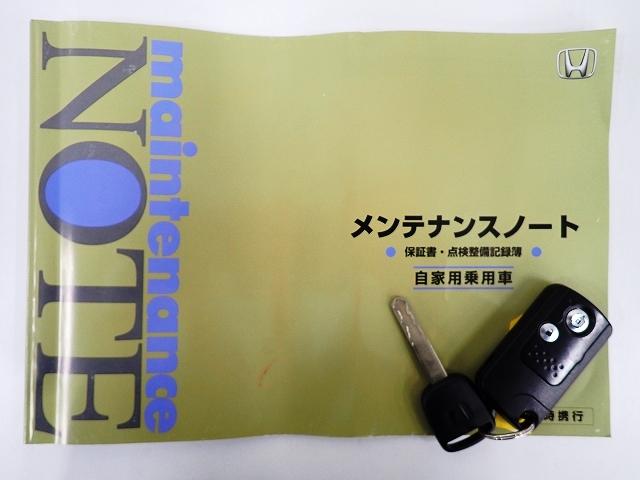 maintenance
NOTE
メンテナンスノート
● 保証書・点検整備記録簿 ●
自家用乗用車
時携行